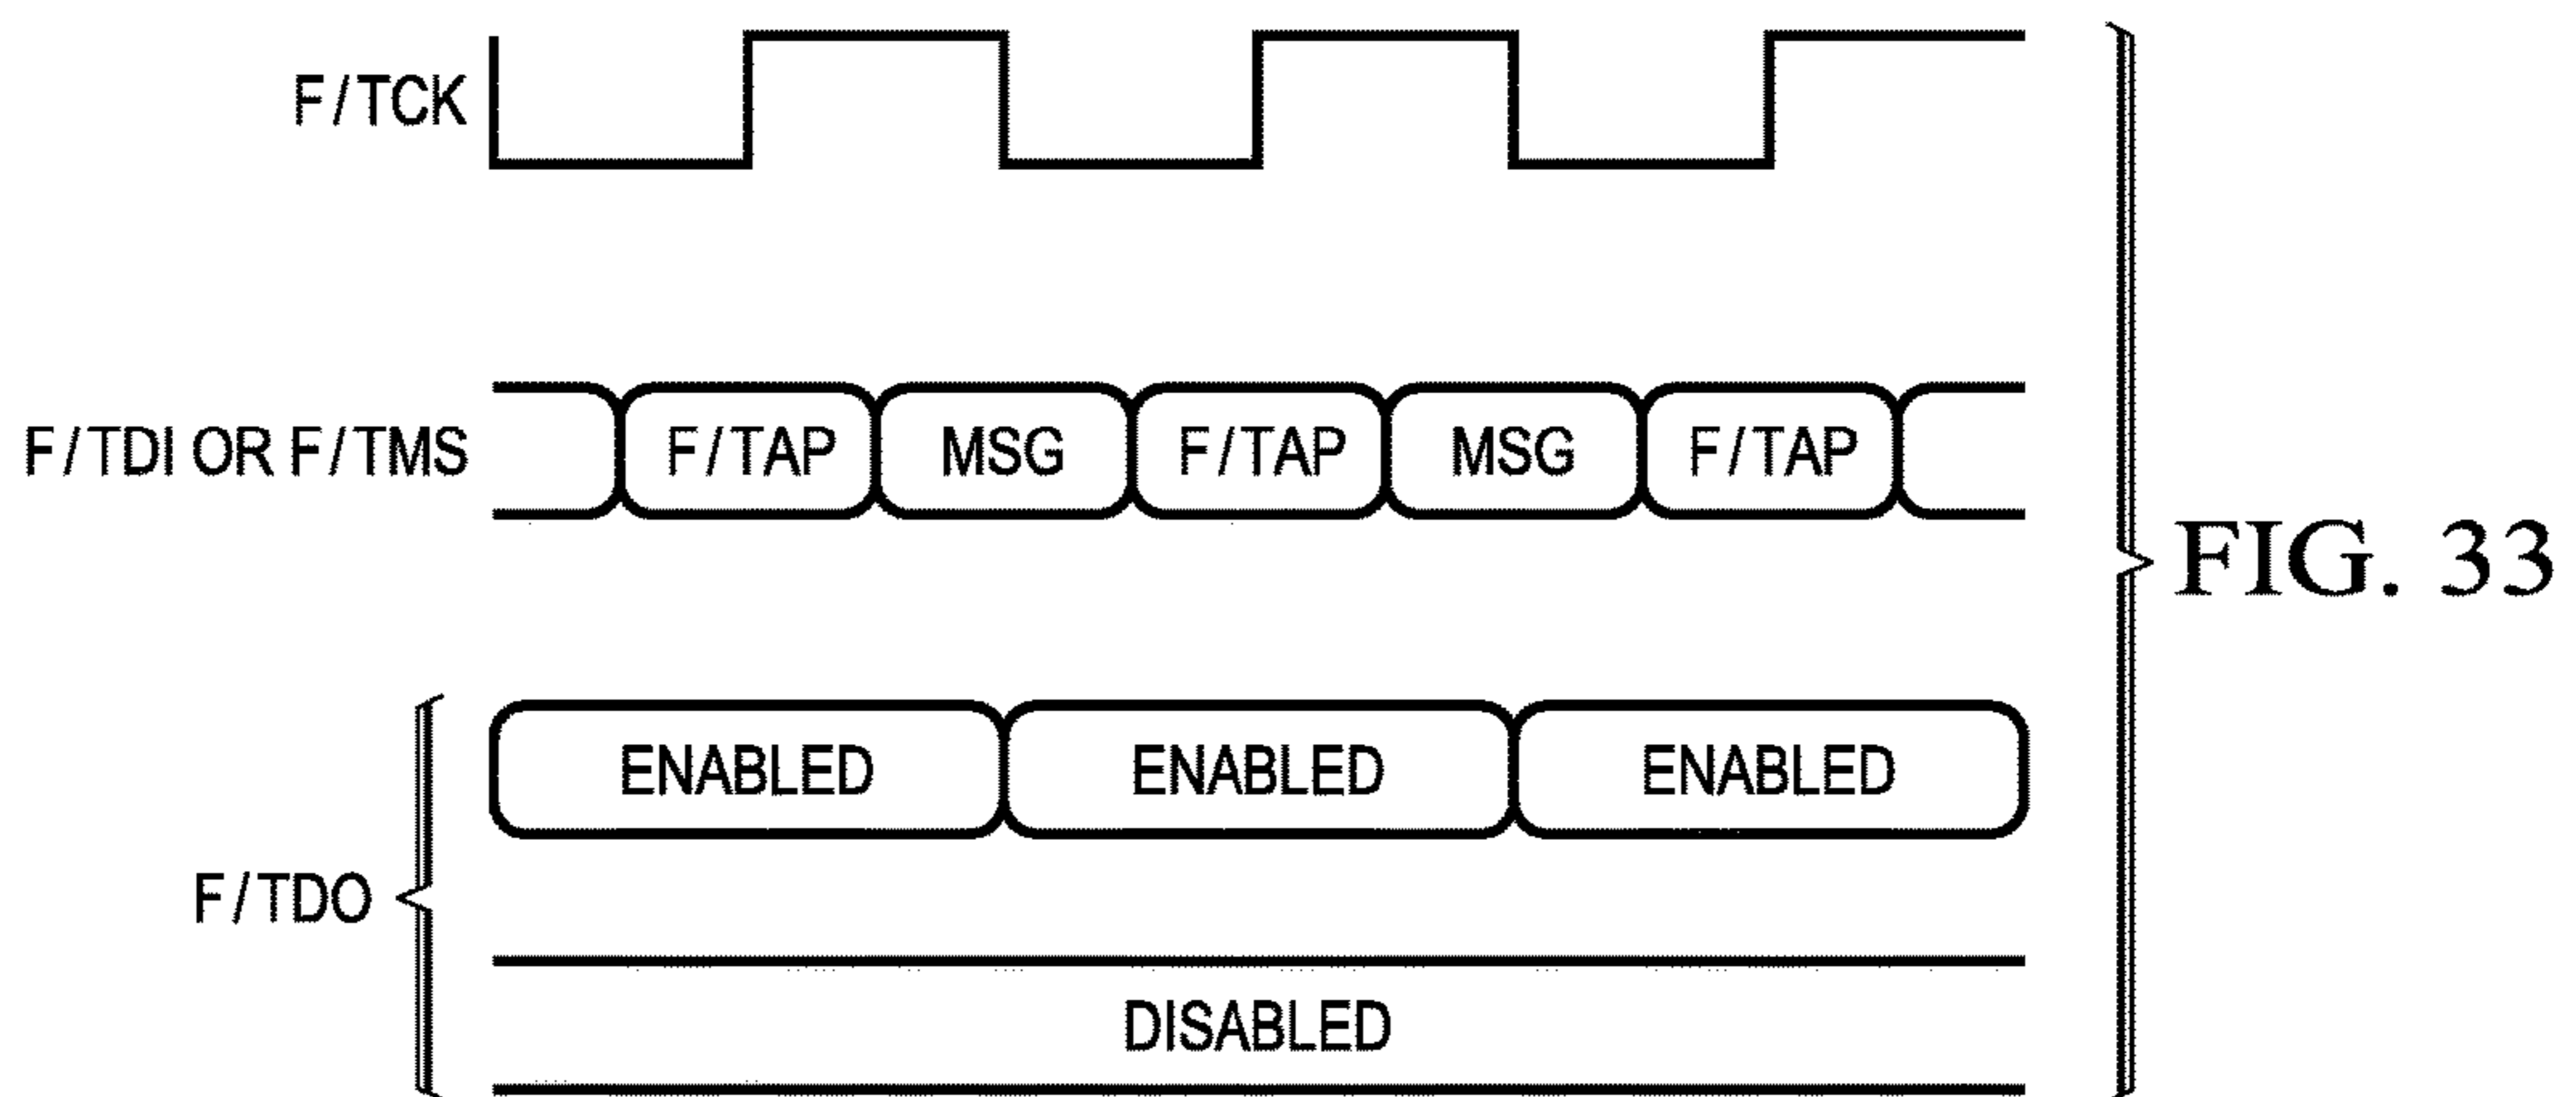 F/TCK
F/TDI OR F/TMS
F/TAP MSG F/TAP MSG F/TAP
FIG. 33
ENABLED ENABLED ENABLED
F/TDO
DISABLED